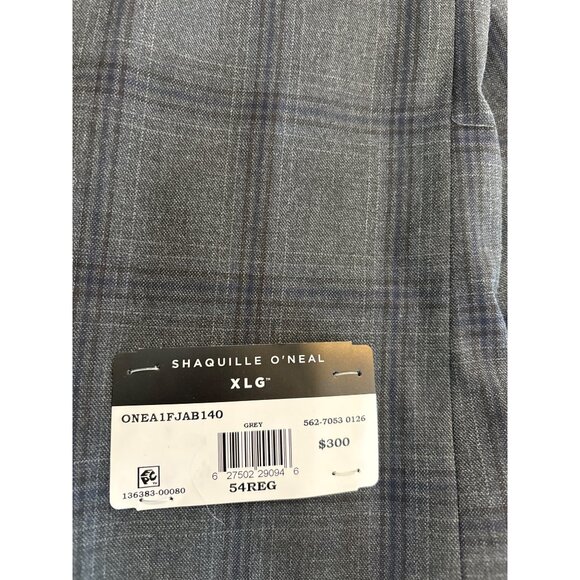 SHAQUILLE O'NEAL
XLG™
ONEA1FJAB140
GREY
562-7053 0126
$300
6 27502 29094 6
136383-00080
54REG